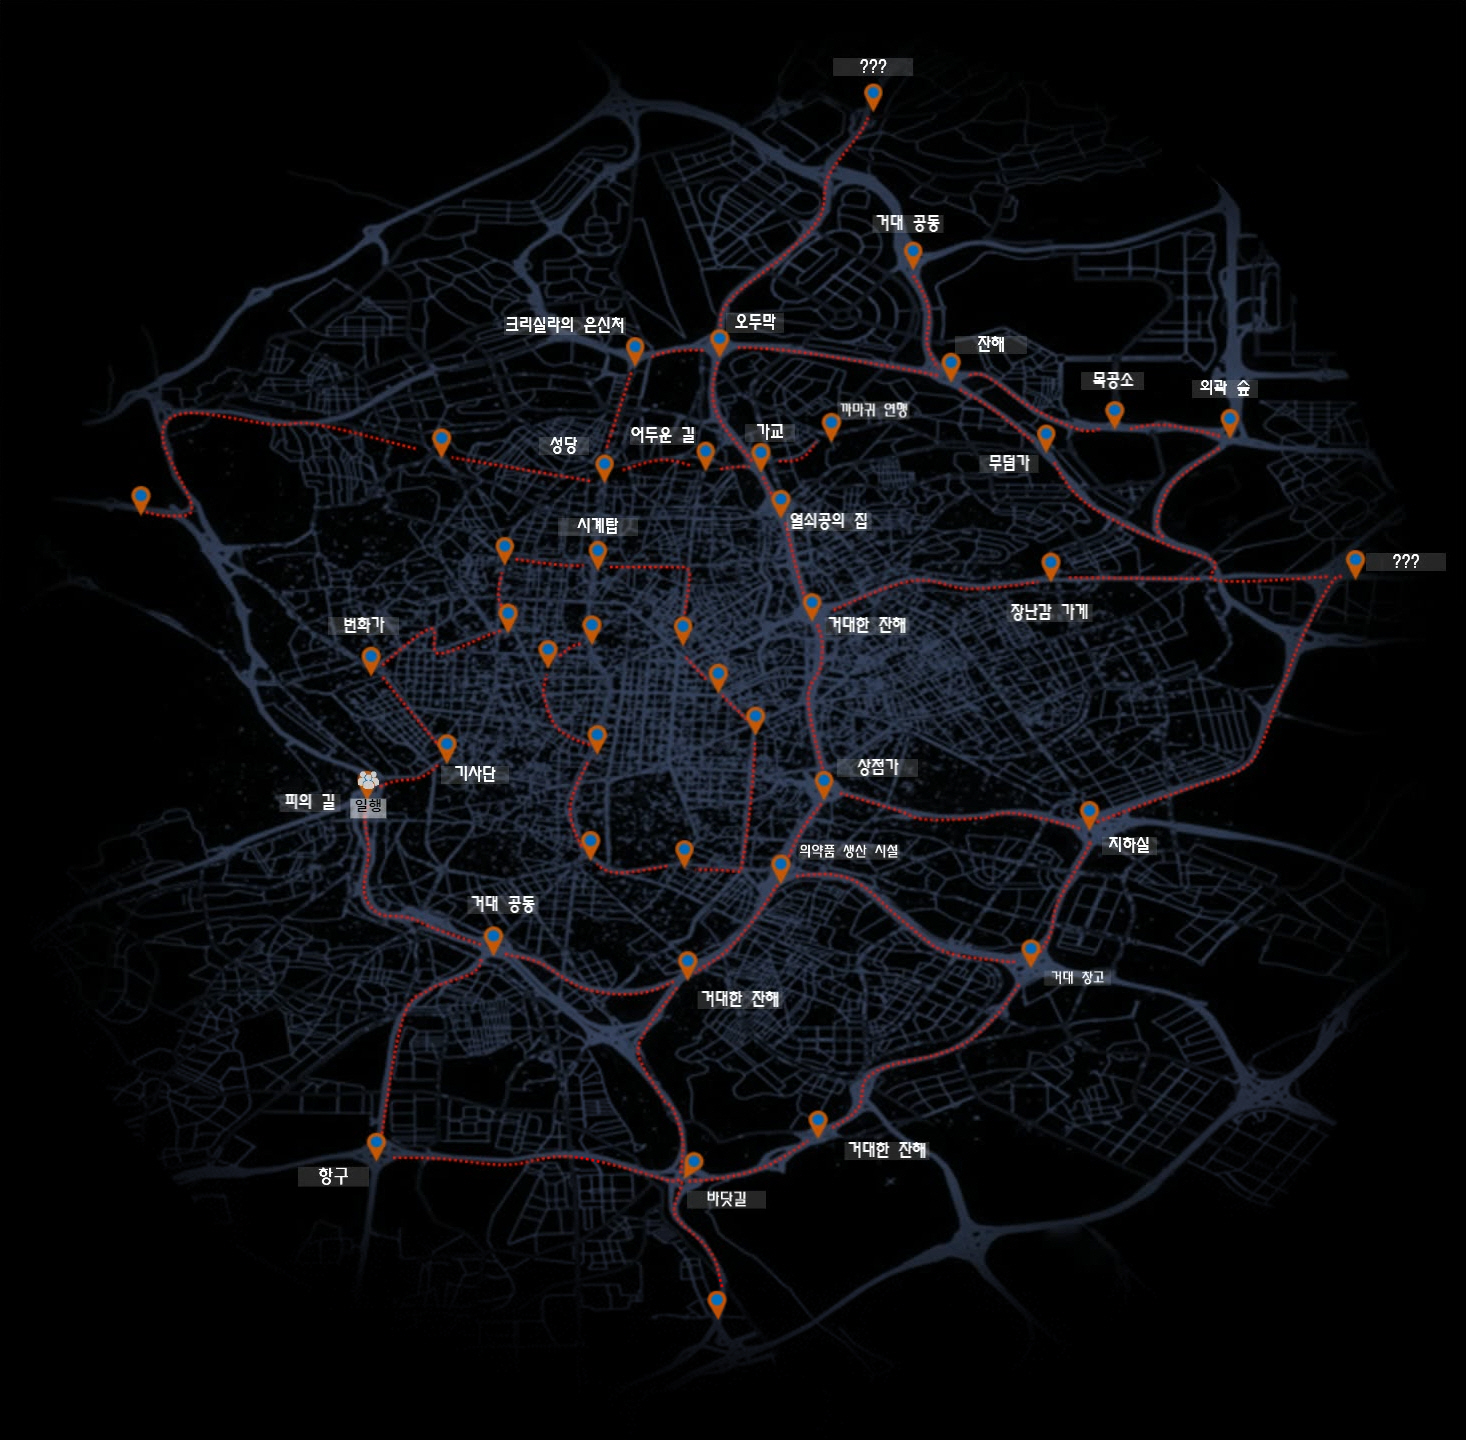 ???
거대 공동
크리실라의 은신처
오두막
잔해
목공소
외곽 숲
까마귀 연맹
성당
어두운 길
가교
무덤가
열쇠공의 집
시계탑
???
장난감 가게
번화가
거대한 잔해
기사단
상점가
피의 길
일행
지하실
의약품 생산 시설
거대 공동
거대 창고
거대한 잔해
거대한 잔해
항구
바닷길